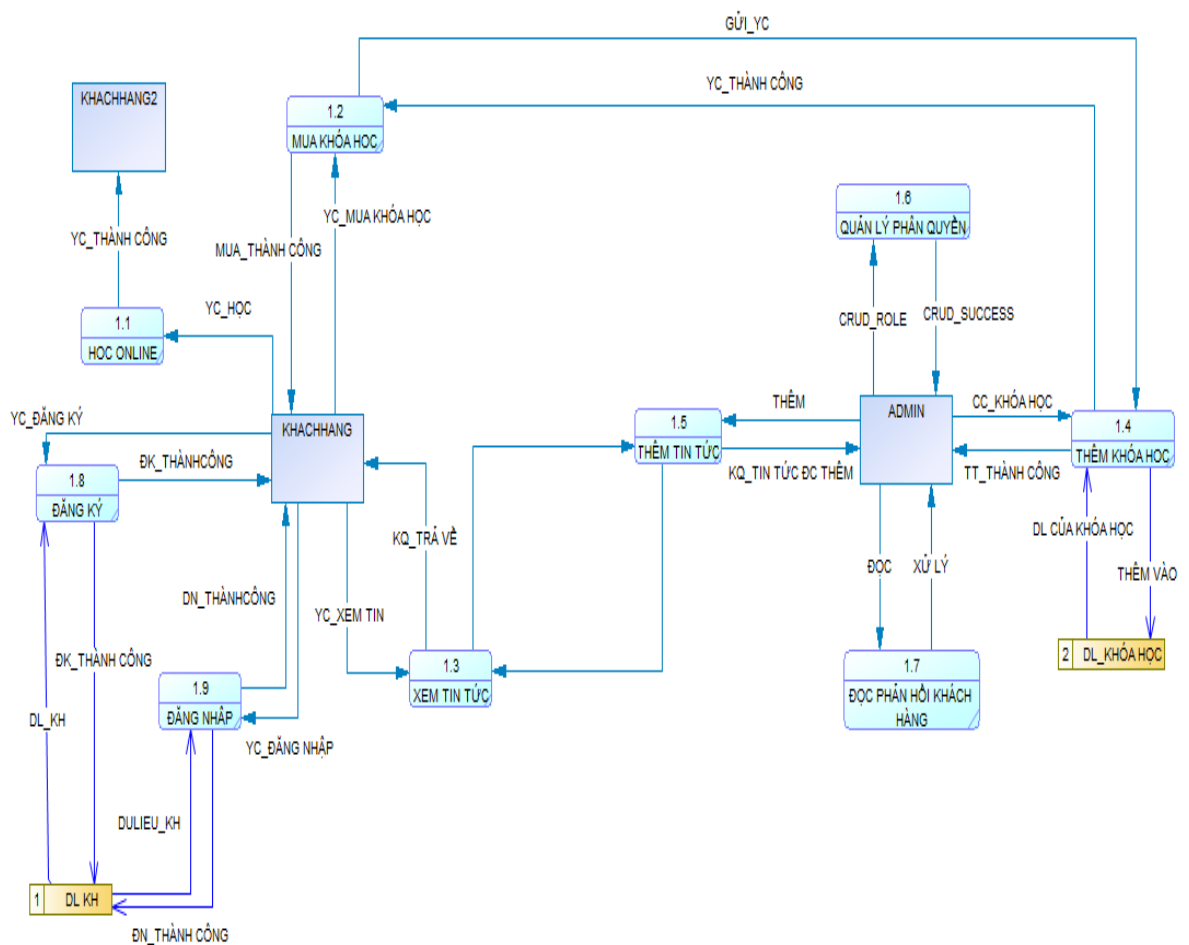 GỬI_YC
KHACHHANG2
YC_THÀNH CÔNG
1.2
MUA KHÓA HOC
1.6
QUẢN LÝ PHÂN QUYỀN
YC_MUA KHÓA HỌC
YC_THÀNH CÔNG
MUA_THÀNH CÔNG
YC_HỌC
1.1
HOC ONLINE
CRUD_ROLE
CRUD_SUCCESS
YC_ĐĂNG KÝ
KHACHHANG
THÊM
ADMIN
CC_KHÓA HỌC
1.5
THÊM TIN TỨC
1.4
THÊM KHÓA HOC
ĐK_THÀNHCÔNG
KQ_TIN TỨC ĐC THÊM
TT_THÀNH CÔNG
1.8
ĐĂNG KÝ
DL CỦA KHÓA HỌC
KQ_TRẢ VỀ
ĐỌC
XỬ LÝ
THÊM VÀO
DN_THÀNHCÔNG
YC_XEM TIN
ĐK_THÀNH CÔNG
1.3
XEM TIN TỨC
1.7
ĐỌC PHẢN HỒI KHÁCH
HÀNG
2 DL_KHÓA HỌC
1.9
ĐĂNG NHẬP
DL_KH
YC_ĐĂNG NHẬP
DULIEU_KH
1 DL KH
ĐN_THÀNH CÔNG